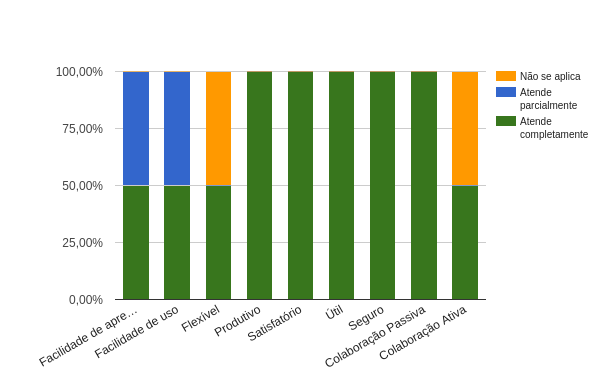 100,00%
75,00%
50,00%
25,00%
0,00%
Facilidade de apre…
Facilidade de uso
Flexível
Produtivo
Satisfatório
Útil
Seguro
Colaboração Passiva
Colaboração Ativa
Não se aplica
Atende
parcialmente
Atende
completamente